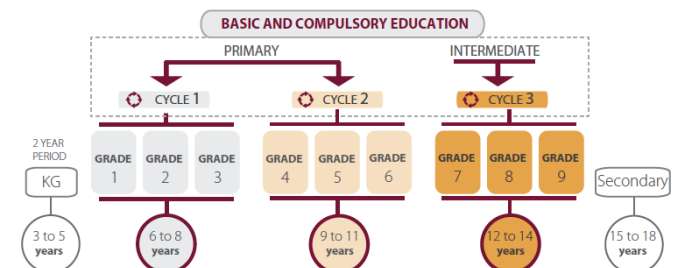 BASIC AND COMPULSORY EDUCATION
PRIMARY
INTERMEDIATE
CYCLE 1
CYCLE 2
CYCLE 3
2 YEAR
PERIOD
KG
GRADE
1
GRADE
2
GRADE
3
GRADE
4
GRADE
5
GRADE
6
GRADE
7
GRADE
8
GRADE
9
Secondary
3 to 5
years
6 to 8
years
9 to 11
years
12 to 14
years
15 to 18
years